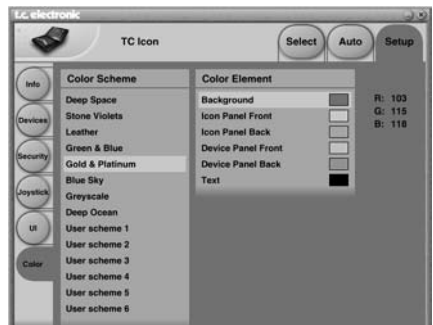 t.c. electronic
TC Icon
Select
Auto
Setup
Info
Devices
Security
Joystick
UI
Color
Color Scheme
Deep Space
Stone Violets
Leather
Green & Blue
Gold & Platinum
Blue Sky
Greyscale
Deep Ocean
User scheme 1
User scheme 2
User scheme 3
User scheme 4
User scheme 5
User scheme 6
Color Element
Background
Icon Panel Front
Icon Panel Back
Device Panel Front
Device Panel Back
Text
R: 103
G: 115
B: 118